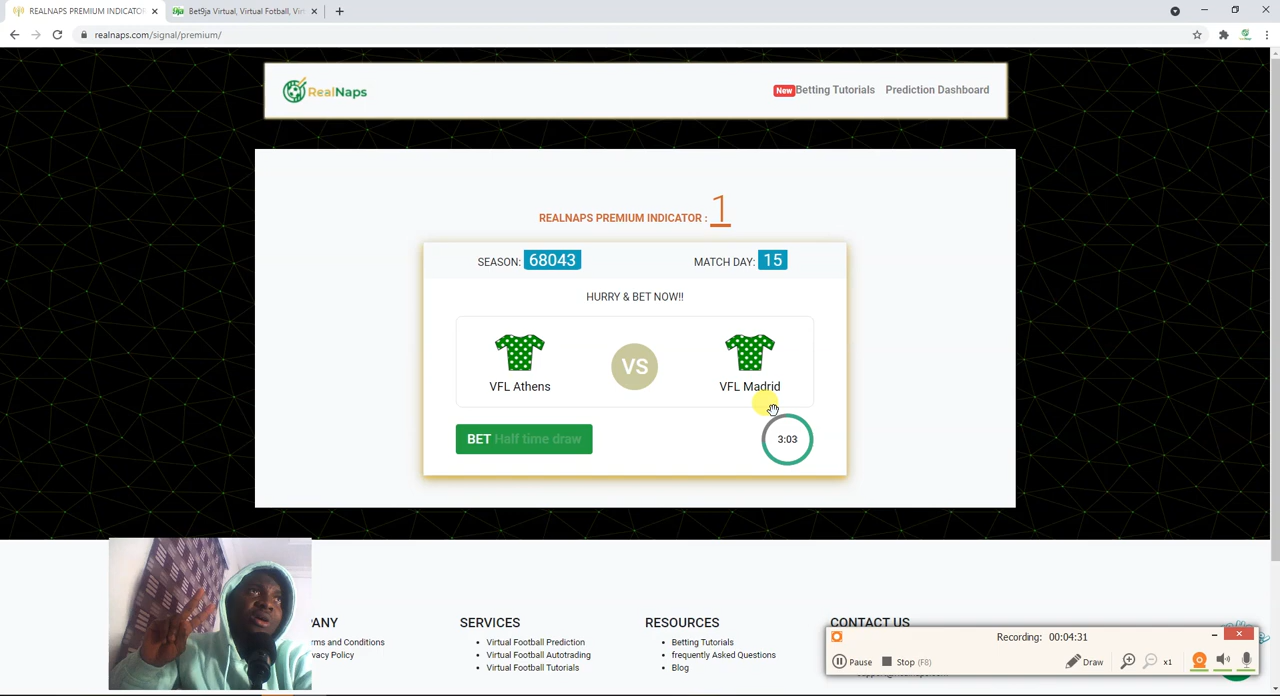 REALNAPS PREMIUM INDICATOR
Bet9ja Virtual, Virtual Fotball, Virt
realnaps.com/signal/premium/
RealNaps
New Betting Tutorials
Prediction Dashboard
REALNAPS PREMIUM INDICATOR : 1
SEASON: 68043
MATCH DAY: 15
HURRY & BET NOW!!
VS
VFL Athens
VFL Madrid
BET Half time draw
3:03
PANY
rms and Conditions
vacy Policy
SERVICES
Virtual Football Prediction
Virtual Football Autotrading
Virtual Football Tutorials
RESOURCES
Betting Tutorials
frequently Asked Questions
Blog
CONTACT US
Recording: 00:04:31
Pause
Stop (F8)
Draw
x1